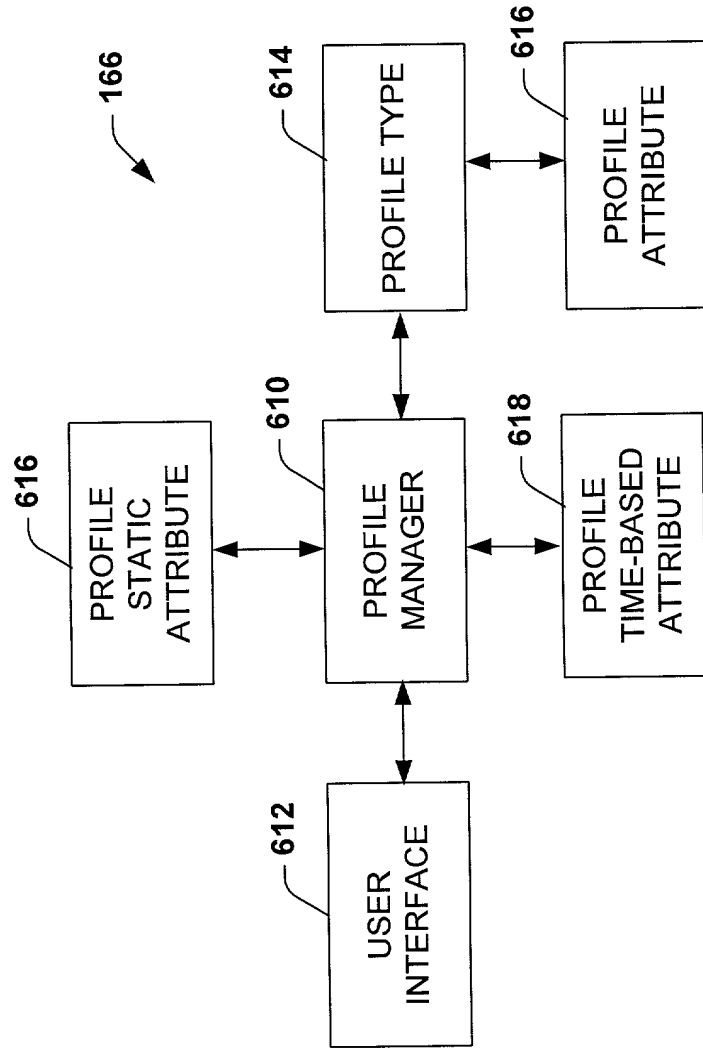 166
616
PROFILE
STATIC
ATTRIBUTE
612
USER
INTERFACE
610
PROFILE
MANAGER
614
PROFILE TYPE
618
PROFILE
TIME-BASED
ATTRIBUTE
616
PROFILE
ATTRIBUTE